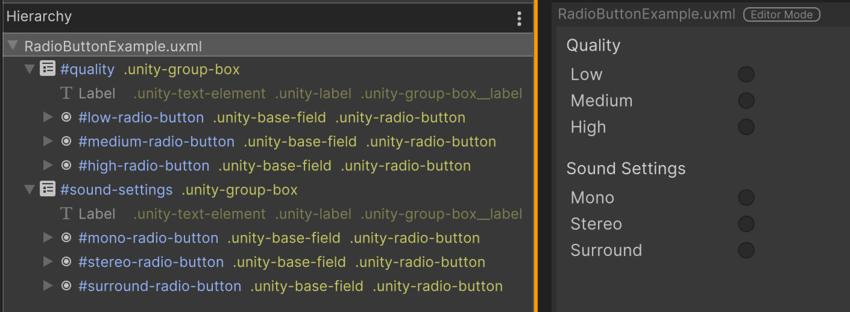 Hierarchy
RadioButtonExample.uxml
#quality .unity-group-box
Label .unity-text-element .unity-label .unity-group-box__label
#low-radio-button .unity-base-field .unity-radio-button
#medium-radio-button .unity-base-field .unity-radio-button
#high-radio-button .unity-base-field .unity-radio-button
#sound-settings .unity-group-box
Label .unity-text-element .unity-label .unity-group-box__label
#mono-radio-button .unity-base-field .unity-radio-button
#stereo-radio-button .unity-base-field .unity-radio-button
#surround-radio-button .unity-base-field .unity-radio-button
RadioButtonExample.uxml Editor Mode
Quality
Low
Medium
High
Sound Settings
Mono
Stereo
Surround